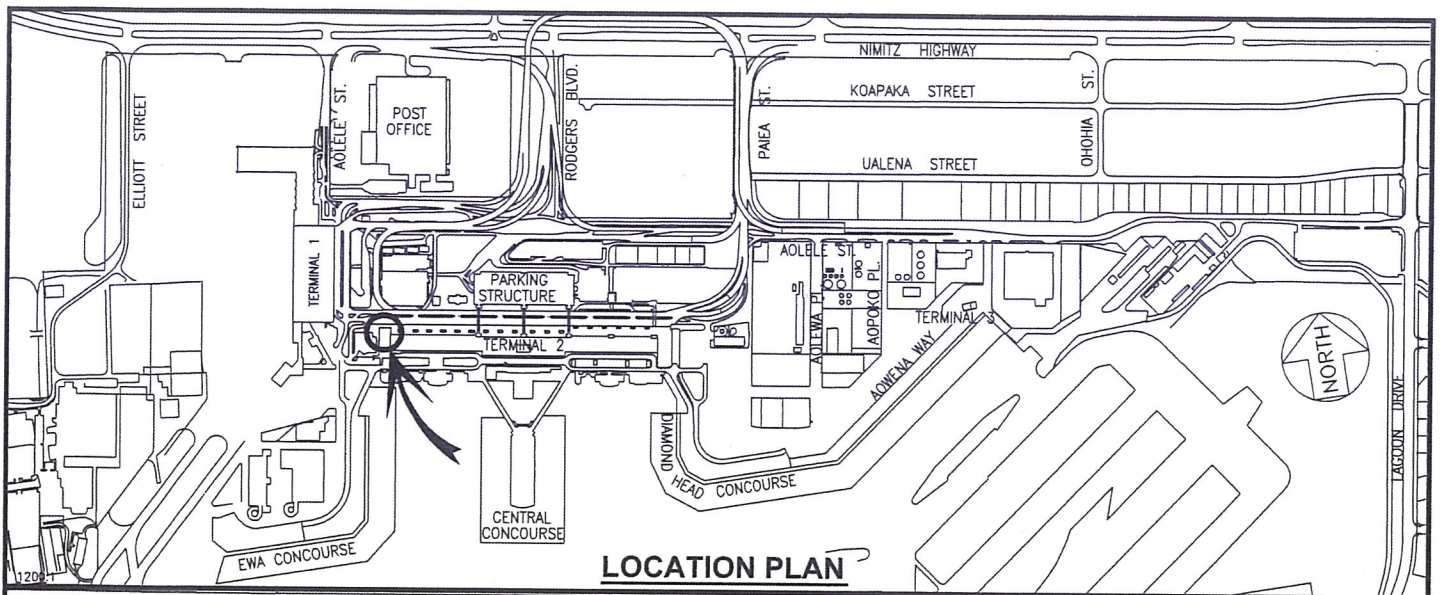 NIMITZ HIGHWAY
KOAPAKA STREET
UALENA STREET
ELLIOTT STREET
AOLELE ST.
POST
OFFICE
RODGERS BLVD.
PAIEA ST.
OHOHIA ST.
TERMINAL 1
PARKING
STRUCTURE
TERMINAL 2
AOLELE ST.
AOLEWA PL.
AOPOKO PL.
TERMINAL 3
AOWENA WAY
NORTH
LAGOON DRIVE
DIAMOND HEAD CONCOURSE
CENTRAL
CONCOURSE
EWA CONCOURSE
LOCATION PLAN